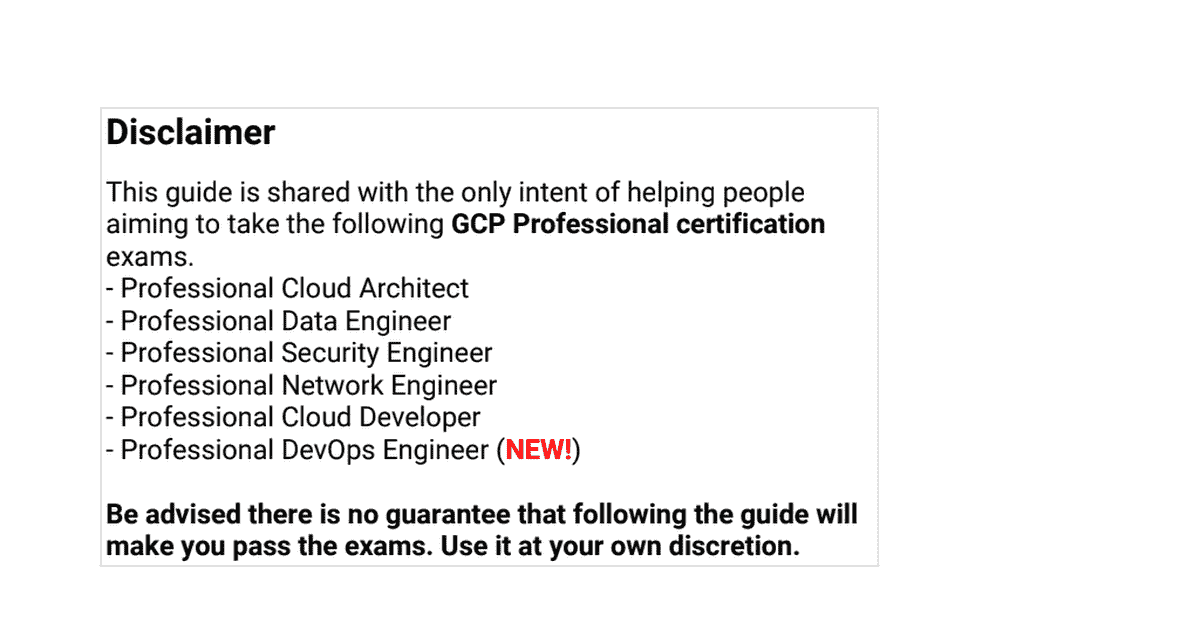 Disclaimer
This guide is shared with the only intent of helping people
aiming to take the following GCP Professional certification
exams.
- Professional Cloud Architect
- Professional Data Engineer
- Professional Security Engineer
- Professional Network Engineer
- Professional Cloud Developer
- Professional DevOps Engineer (NEW!)
Be advised there is no guarantee that following the guide will
make you pass the exams. Use it at your own discretion.